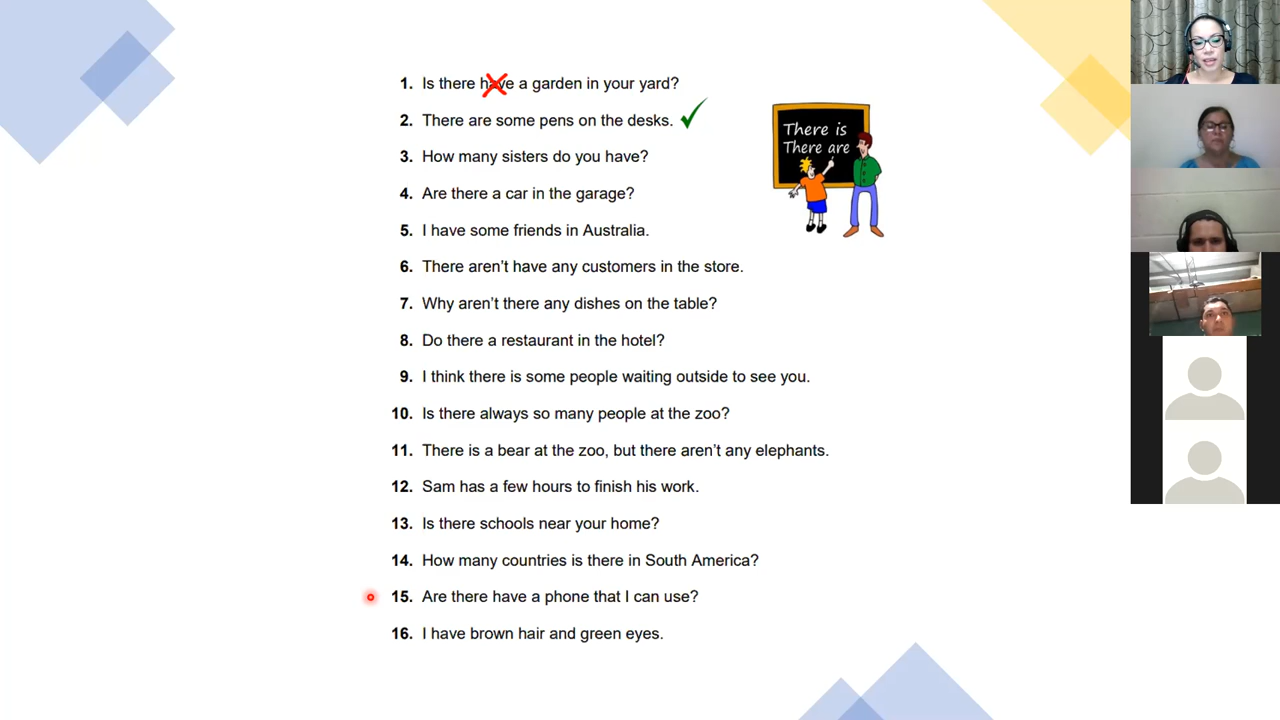 1. Is there have a garden in your yard?
2. There are some pens on the desks.
3. How many sisters do you have?
4. Are there a car in the garage?
5. I have some friends in Australia.
6. There aren't have any customers in the store.
7. Why aren't there any dishes on the table?
8. Do there a restaurant in the hotel?
9. I think there is some people waiting outside to see you.
10. Is there always so many people at the zoo?
11. There is a bear at the zoo, but there aren't any elephants.
12. Sam has a few hours to finish his work.
13. Is there schools near your home?
14. How many countries is there in South America?
15. Are there have a phone that I can use?
16. I have brown hair and green eyes.
There is
There are